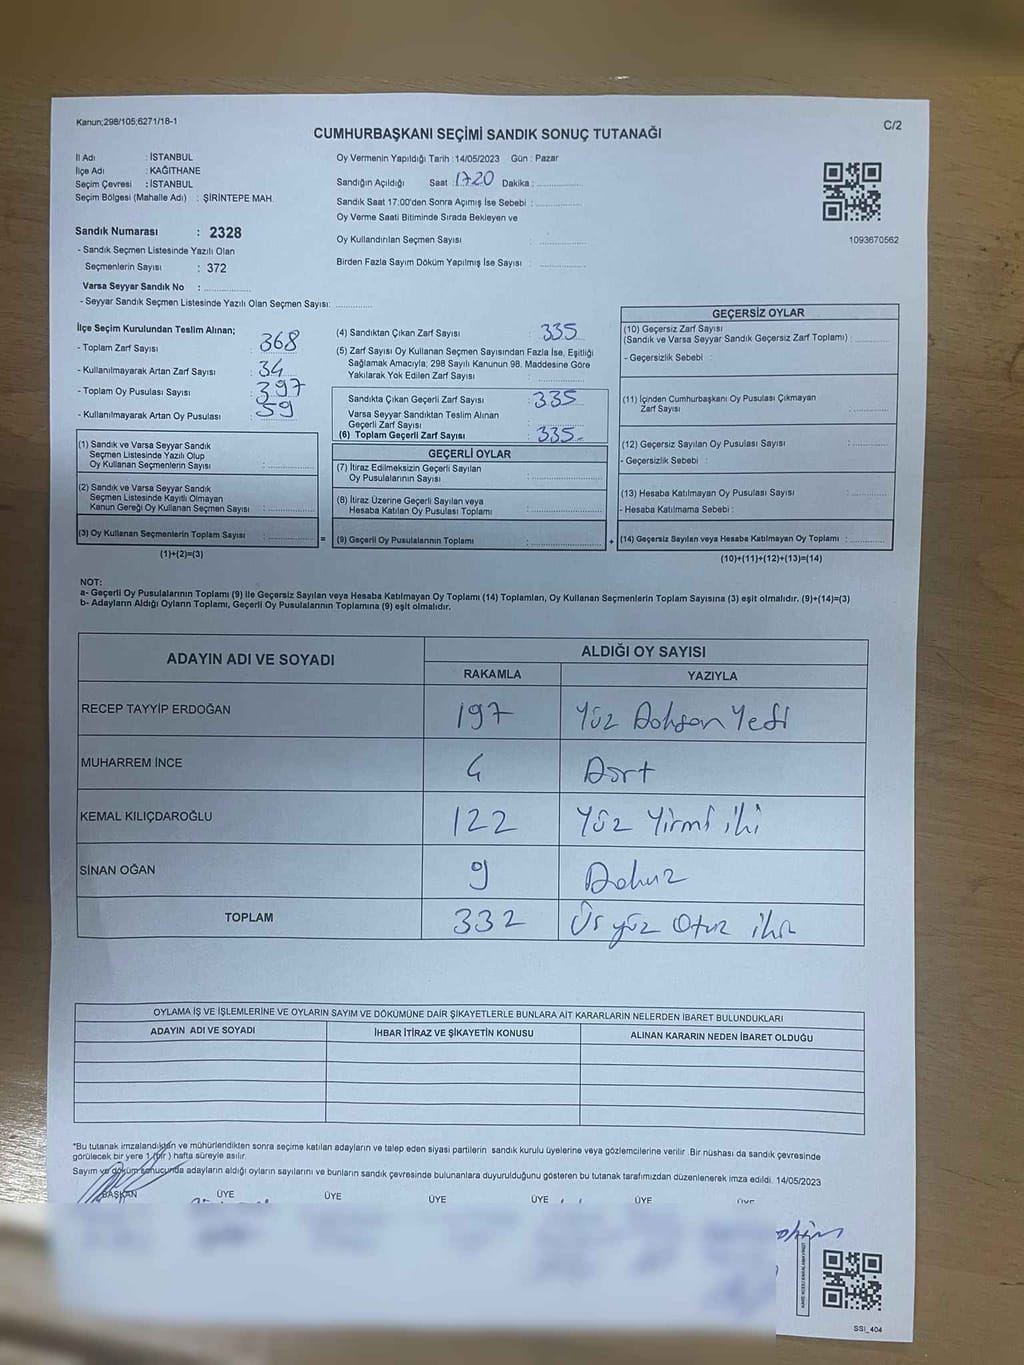 Kanun;298/105;6271/18-1
C/2
CUMHURBAŞKANI SEÇİMİ SANDIK SONUÇ TUTANAĞI
İl Adı : İSTANBUL
İlçe Adı : KAĞITHANE
Seçim Çevresi : İSTANBUL
Seçim Bölgesi (Mahalle Adı) : ŞİRİNTEPE MAH.
Sandık Numarası : 2328
- Sandık Seçmen Listesinde Yazılı Olan
Seçmenlerin Sayısı : 372
Varsa Seyyar Sandık No :
- Seyyar Sandık Seçmen Listesinde Yazılı Olan Seçmen Sayısı:
Oy Vermenin Yapıldığı Tarih : 14/05/2023 Gün : Pazar
Sandığın Açıldığı Saat : 1720 Dakika :
Sandık Saat 17:00'den Sonra Açımış İse Sebebi :
Oy Verme Saati Bitiminde Sırada Bekleyen ve
Oy Kullandırılan Seçmen Sayısı :
Birden Fazla Sayım Döküm Yapılmış İse Sayısı :
1093670562
İlçe Seçim Kurulundan Teslim Alınan;
- Toplam Zarf Sayısı : 368
- Kullanılmayarak Artan Zarf Sayısı : 34
- Toplam Oy Pusulası Sayısı : 397
- Kullanılmayarak Artan Oy Pusulası : 59
(1) Sandık ve Varsa Seyyar Sandık
Seçmen Listesinde Yazılı Olup
Oy Kullanan Seçmenlerin Sayısı :
(2) Sandık ve Varsa Seyyar Sandık
Seçmen Listesinde Kayıtlı Olmayan
Kanun Gereği Oy Kullanan Seçmen Sayısı :
(3) Oy Kullanan Seçmenlerin Toplam Sayısı : =
(1)+(2)=(3)
(4) Sandıktan Çıkan Zarf Sayısı : 335
(5) Zarf Sayısı Oy Kullanan Seçmen Sayısından Fazla İse, Eşitliği
Sağlamak Amacıyla; 298 Sayılı Kanunun 98. Maddesine Göre
Yakılarak Yok Edilen Zarf Sayısı :
Sandıkta Çıkan Geçerli Zarf Sayısı : 335
Varsa Seyyar Sandıktan Teslim Alınan
Geçerli Zarf Sayısı :
(6) Toplam Geçerli Zarf Sayısı : 335
GEÇERLİ OYLAR
(7) İtiraz Edilmeksizin Geçerli Sayılan
Oy Pusulalarının Sayısı :
(8) İtiraz Üzerine Geçerli Sayılan veya
Hesaba Katılan Oy Pusulası Toplamı :
(9) Geçerli Oy Pusulalarının Toplamı : +
GEÇERSİZ OYLAR
(10) Geçersiz Zarf Sayısı
(Sandık ve Varsa Seyyar Sandık Geçersiz Zarf Toplamı) :
- Geçersizlik Sebebi :
(11) İçinden Cumhurbaşkanı Oy Pusulası Çıkmayan
Zarf Sayısı :
(12) Geçersiz Sayılan Oy Pusulası Sayısı :
- Geçersizlik Sebebi :
(13) Hesaba Katılmayan Oy Pusulası Sayısı :
- Hesaba Katılmama Sebebi :
(14) Geçersiz Sayılan veya Hesaba Katılmayan Oy Toplamı :
(10)+(11)+(12)+(13)=(14)
NOT:
a- Geçerli Oy Pusulalarının Toplamı (9) ile Geçersiz Sayılan veya Hesaba Katılmayan Oy Toplamı (14) Toplamları, Oy Kullanan Seçmenlerin Toplam Sayısına (3) eşit olmalıdır. (9)+(14)=(3)
b- Adayların Aldığı Oyların Toplamı, Geçerli Oy Pusulalarının Toplamına (9) eşit olmalıdır.
ADAYIN ADI VE SOYADI
ALDIĞI OY SAYISI
RAKAMLA YAZIYLA
RECEP TAYYİP ERDOĞAN 197 Yüz Dohsan Yedi
MUHARREM İNCE 4 Dört
KEMAL KILIÇDAROĞLU 122 Yüz Yirmi ihi
SİNAN OĞAN 9 Dohuz
TOPLAM 332 Üç yüz Otuz ihi
OYLAMA İŞ VE İŞLEMLERİNE VE OYLARIN SAYIM VE DÖKÜMÜNE DAİR ŞİKAYETLERLE BUNLARA AİT KARARLARIN NELERDEN İBARET BULUNDUKLARI
ADAYIN ADI VE SOYADI İHBAR İTİRAZ VE ŞİKAYETİN KONUSU ALINAN KARARIN NEDEN İBARET OLDUĞU
*Bu tutanak imzalandıktan ve mühürlendikten sonra seçime katılan adayların ve talep eden siyasi partilerin sandık kurulu üyelerine veya gözlemcilerine verilir. Bir nüshası da sandık çevresinde
görülecek bir yere 1 (bir) hafta süreyle asılır.
Sayım ve döküm sonucunda adayların aldığı oyların sayılarını ve bunların sandık çevresinde bulunanlara duyurulduğunu gösteren bu tutanak tarafımızdan düzenlenerek imza edildi. 14/05/2023
BAŞKAN ÜYE ÜYE ÜYE ÜYE ÜYE ÜYE
SSI_404